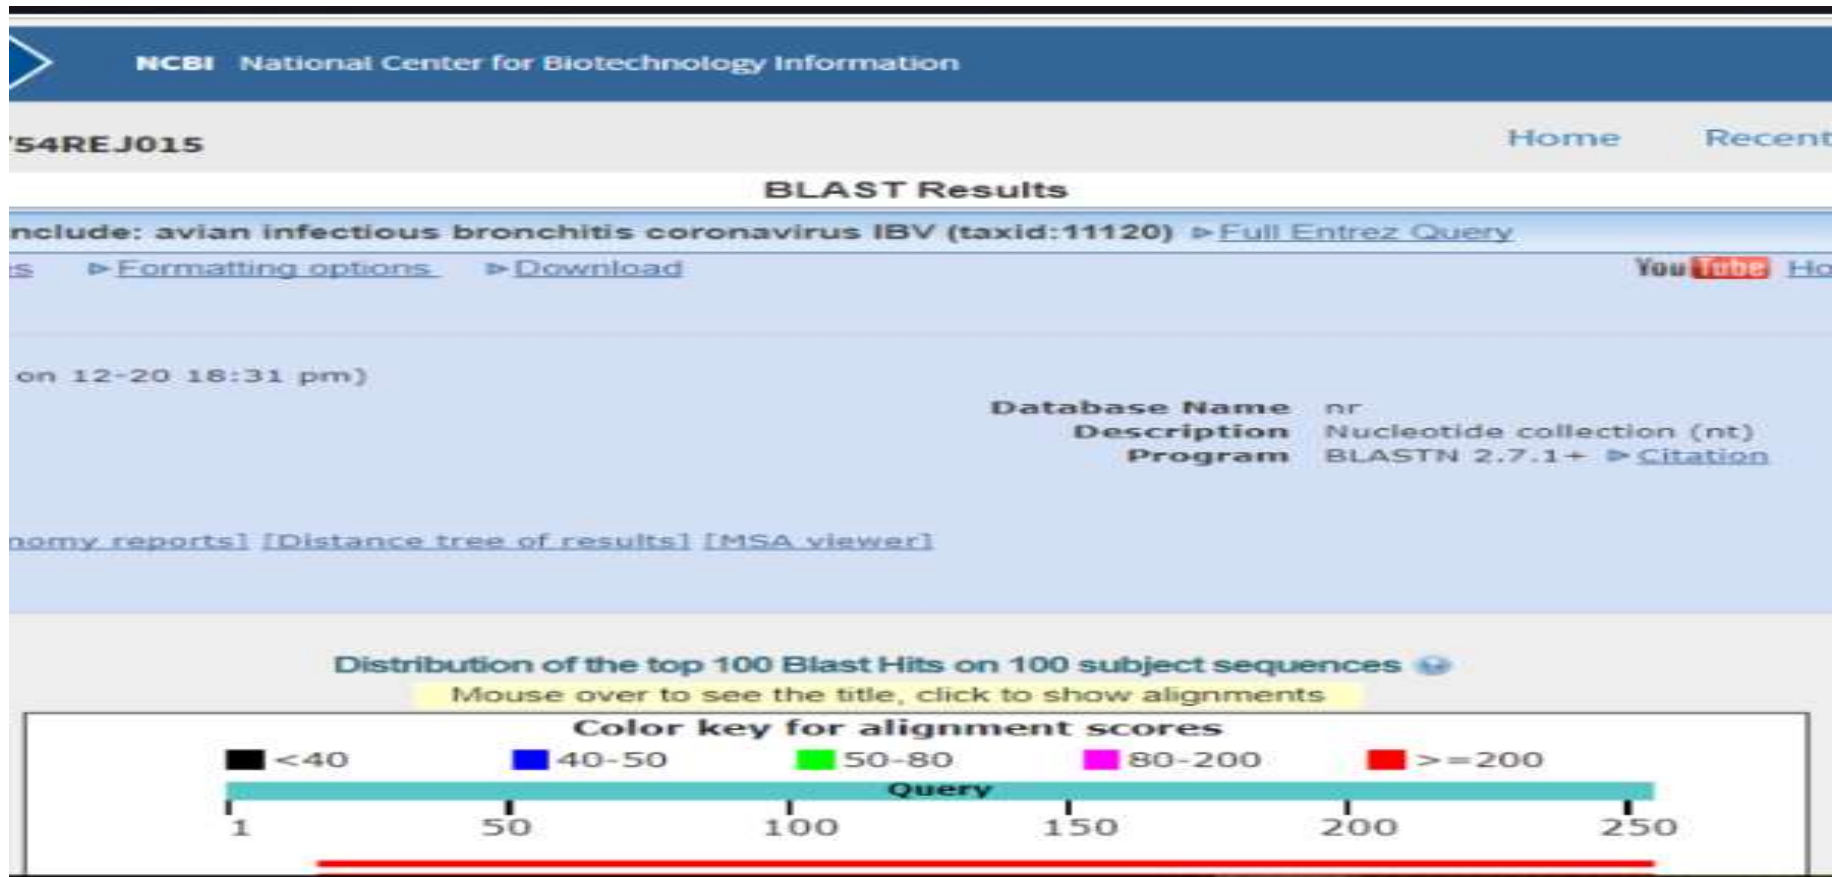 NCBI National Center for Biotechnology Information
54REJ015
Home Recent
BLAST Results
nclude: avian infectious bronchitis coronavirus IBV (taxid:11120) Full Entrez Query
s Formatting options Download
You Tube Ho
on 12-20 18:31 pm)
Database Name nr
Description Nucleotide collection (nt)
Program BLASTN 2.7.1+ Citation
nomy reports] [Distance tree of results] [MSA viewer]
Distribution of the top 100 Blast Hits on 100 subject sequences
Mouse over to see the title, click to show alignments
Color key for alignment scores
<40 40-50 50-80 80-200 >=200
Query
1 50 100 150 200 250